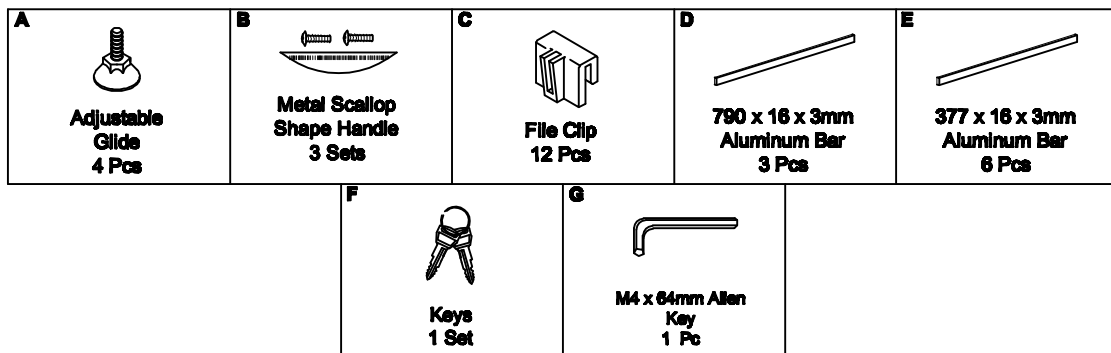 A
Adjustable
Glide
4 Pcs
B
Metal Scallop
Shape Handle
3 Sets
C
File Clip
12 Pcs
D
790 x 16 x 3mm
Aluminum Bar
3 Pcs
E
377 x 16 x 3mm
Aluminum Bar
6 Pcs
F
Keys
1 Set
G
M4 x 64mm Allen
Key
1 Pc